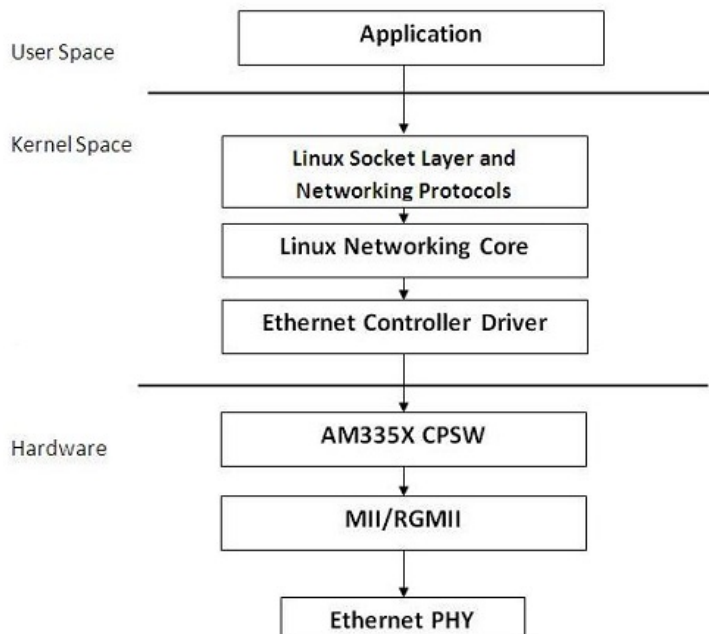 Application
User Space
Kernel Space
Linux Socket Layer and
Networking Protocols
Linux Networking Core
Ethernet Controller Driver
AM335X CPSW
Hardware
MII/RGMII
Ethernet PHY